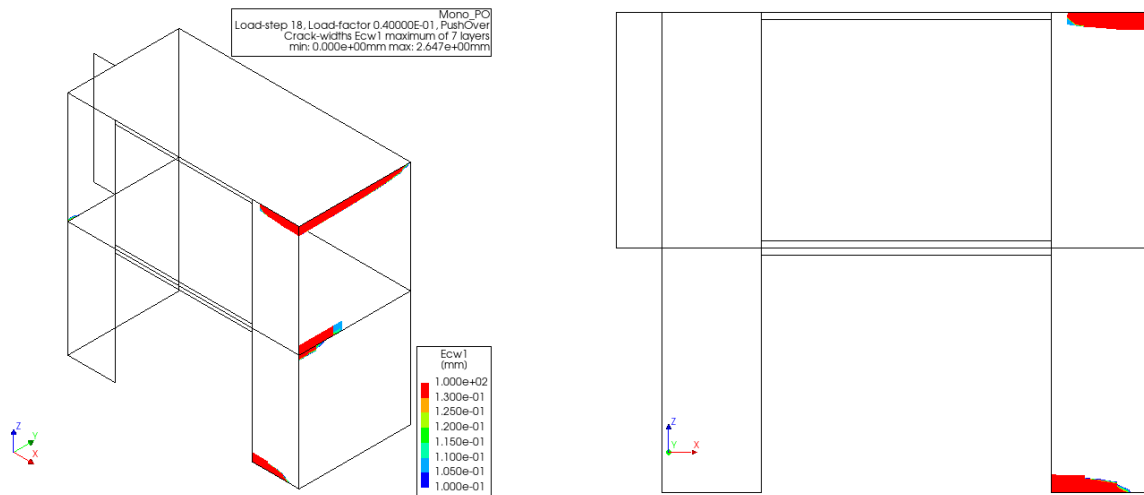 Mono_PO
Load-step 18, Load-factor 0.40000E-01, PushOver
Crack-widths Ecw1 maximum of 7 layers
min: 0.000e+00mm max: 2.647e+00mm
Ecw1
(mm)
1.000e+02
1.300e-01
1.250e-01
1.200e-01
1.150e-01
1.100e-01
1.050e-01
1.000e-01
Z
Y
X
Z
Y
X